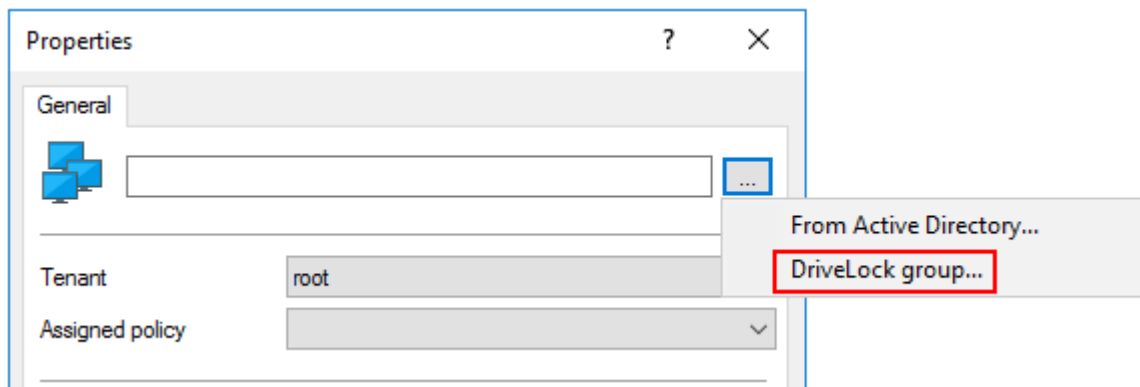 Properties
?
General
...
From Active Directory...
Tenant
root
DriveLock group...
Assigned policy